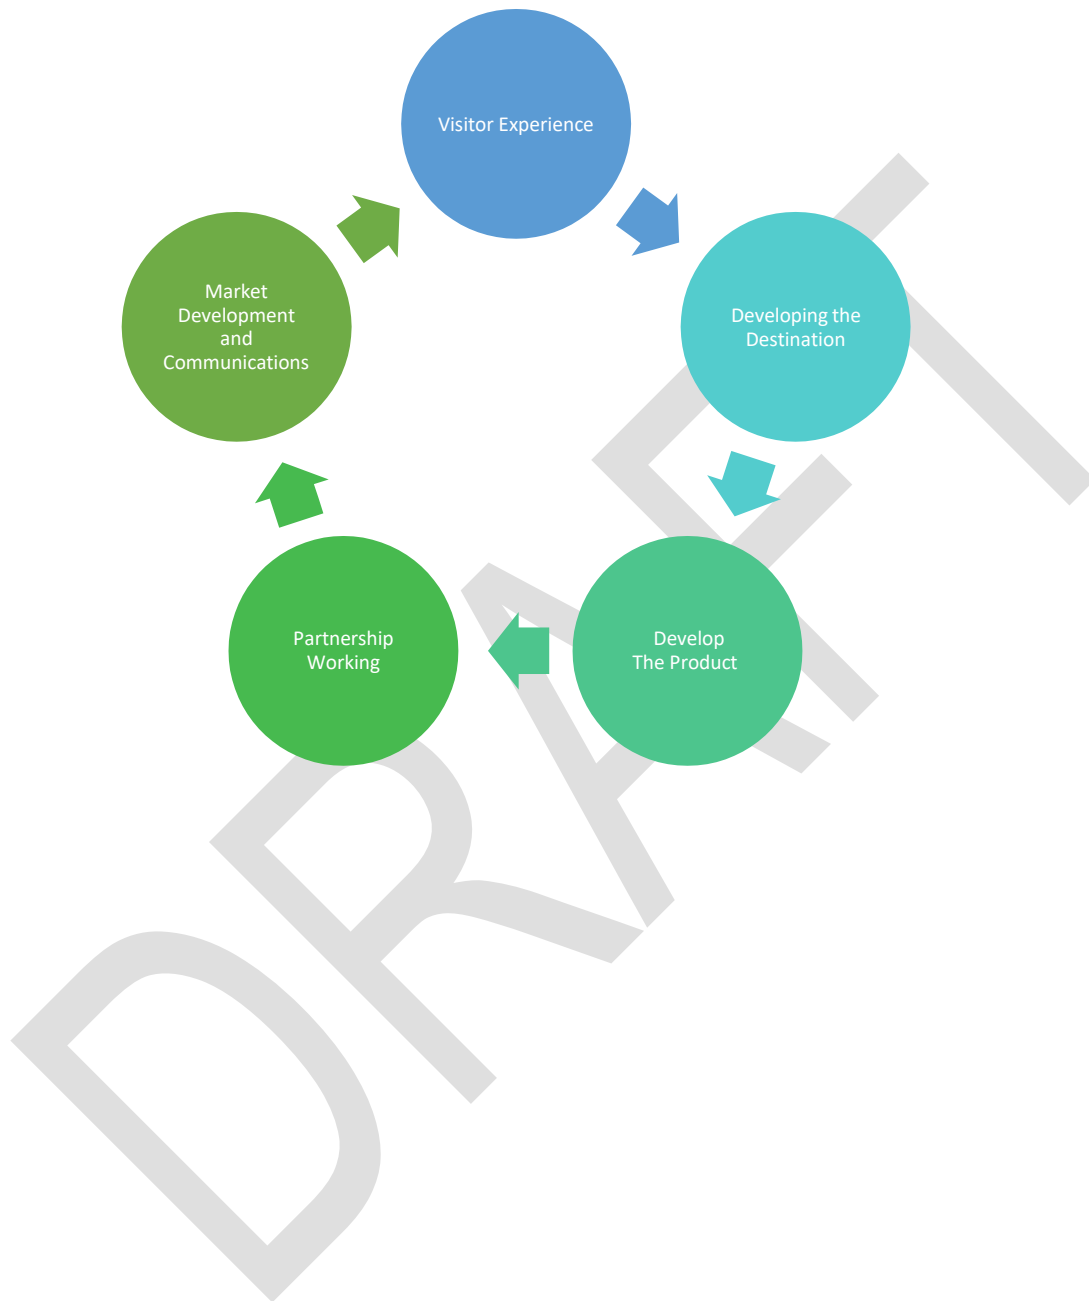 Visitor Experience
Developing the
Destination
Develop
The Product
Partnership
Working
Market
Development
and
Communications
DRAFT